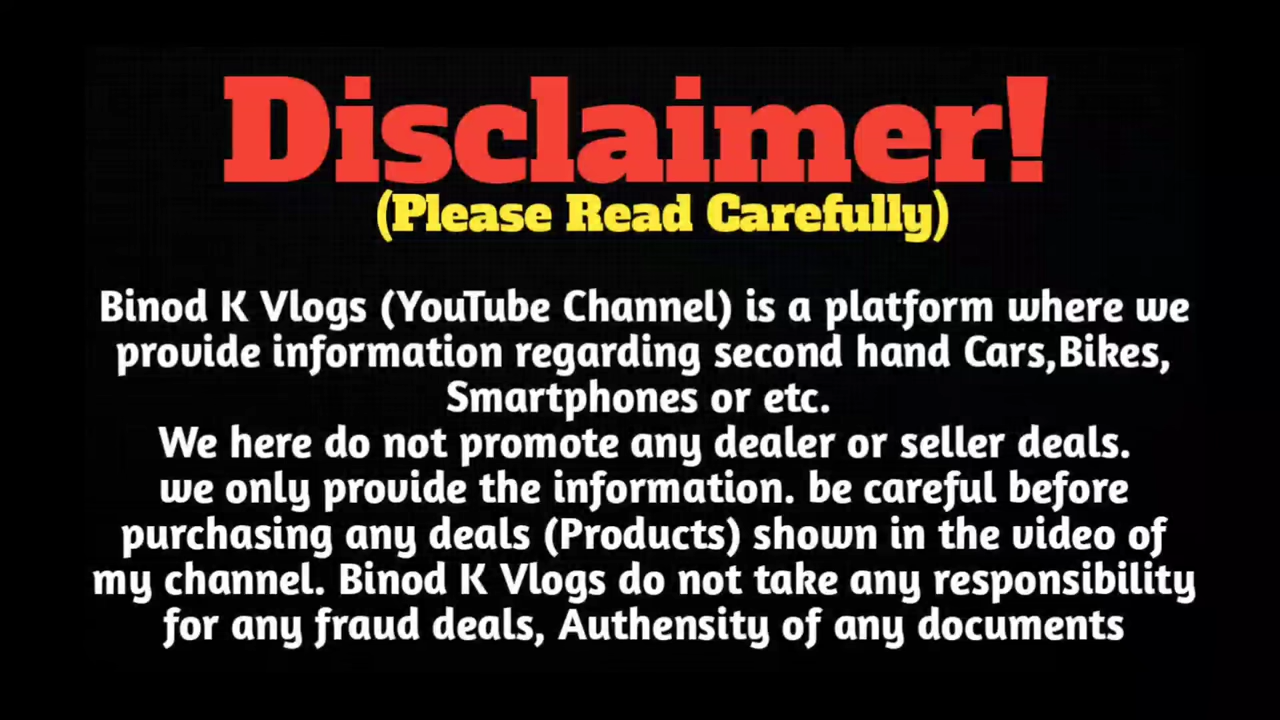 Disclaimer!
(Please Read Carefully)
Binod K Vlogs (YouTube Channel) is a platform where we
provide information regarding second hand Cars,Bikes,
Smartphones or etc.
We here do not promote any dealer or seller deals.
we only provide the information. be careful before
purchasing any deals (Products) shown in the video of
my channel. Binod K Vlogs do not take any responsibility
for any fraud deals, Authensity of any documents